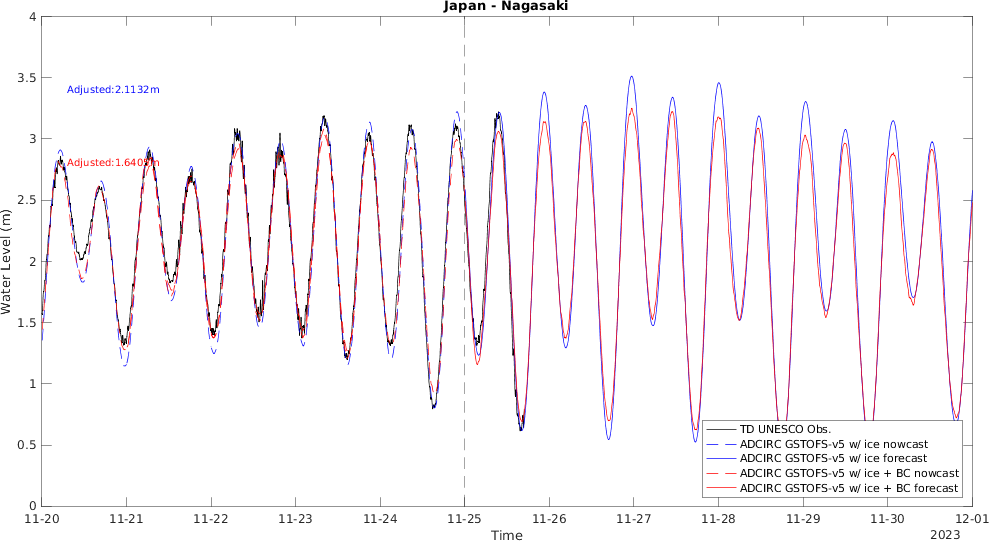 Japan - Nagasaki
Water Level (m)
4
3.5
3
2.5
2
1.5
1
0.5
0
Adjusted:2.1132m
11-20
11-21
11-22
11-23
11-24
11-25
11-26
11-27
11-28
11-29
11-30
12-01
Time
2023
TD UNESCO Obs.
ADCIRC GSTOFS-v5 w/ ice nowcast
ADCIRC GSTOFS-v5 w/ ice forecast
ADCIRC GSTOFS-v5 w/ ice + BC nowcast
ADCIRC GSTOFS-v5 w/ ice + BC forecast